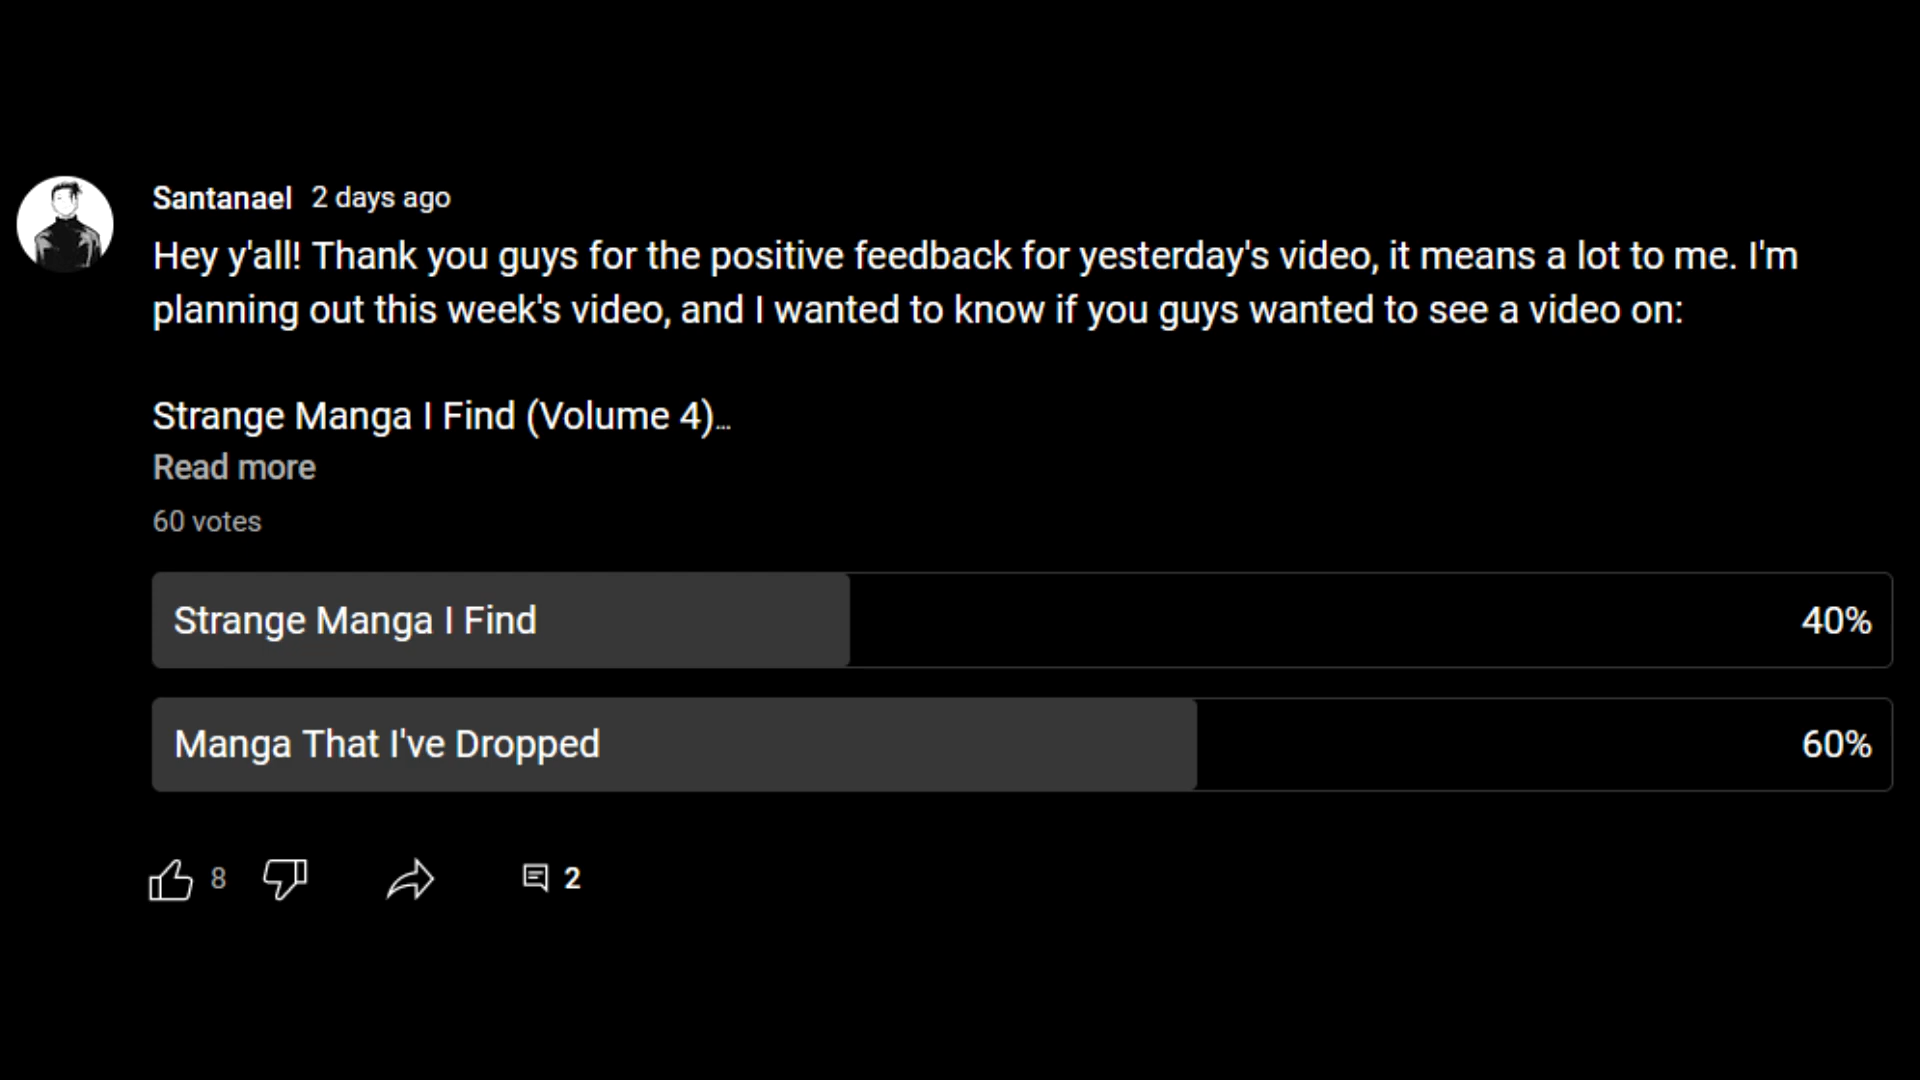 Santanael 2 days ago
Hey y'all! Thank you guys for the positive feedback for yesterday's video, it means a lot to me. I'm
planning out this week's video, and I wanted to know if you guys wanted to see a video on:
Strange Manga I Find (Volume 4)...
Read more
60 votes
Strange Manga I Find 40%
Manga That I've Dropped 60%
8 2